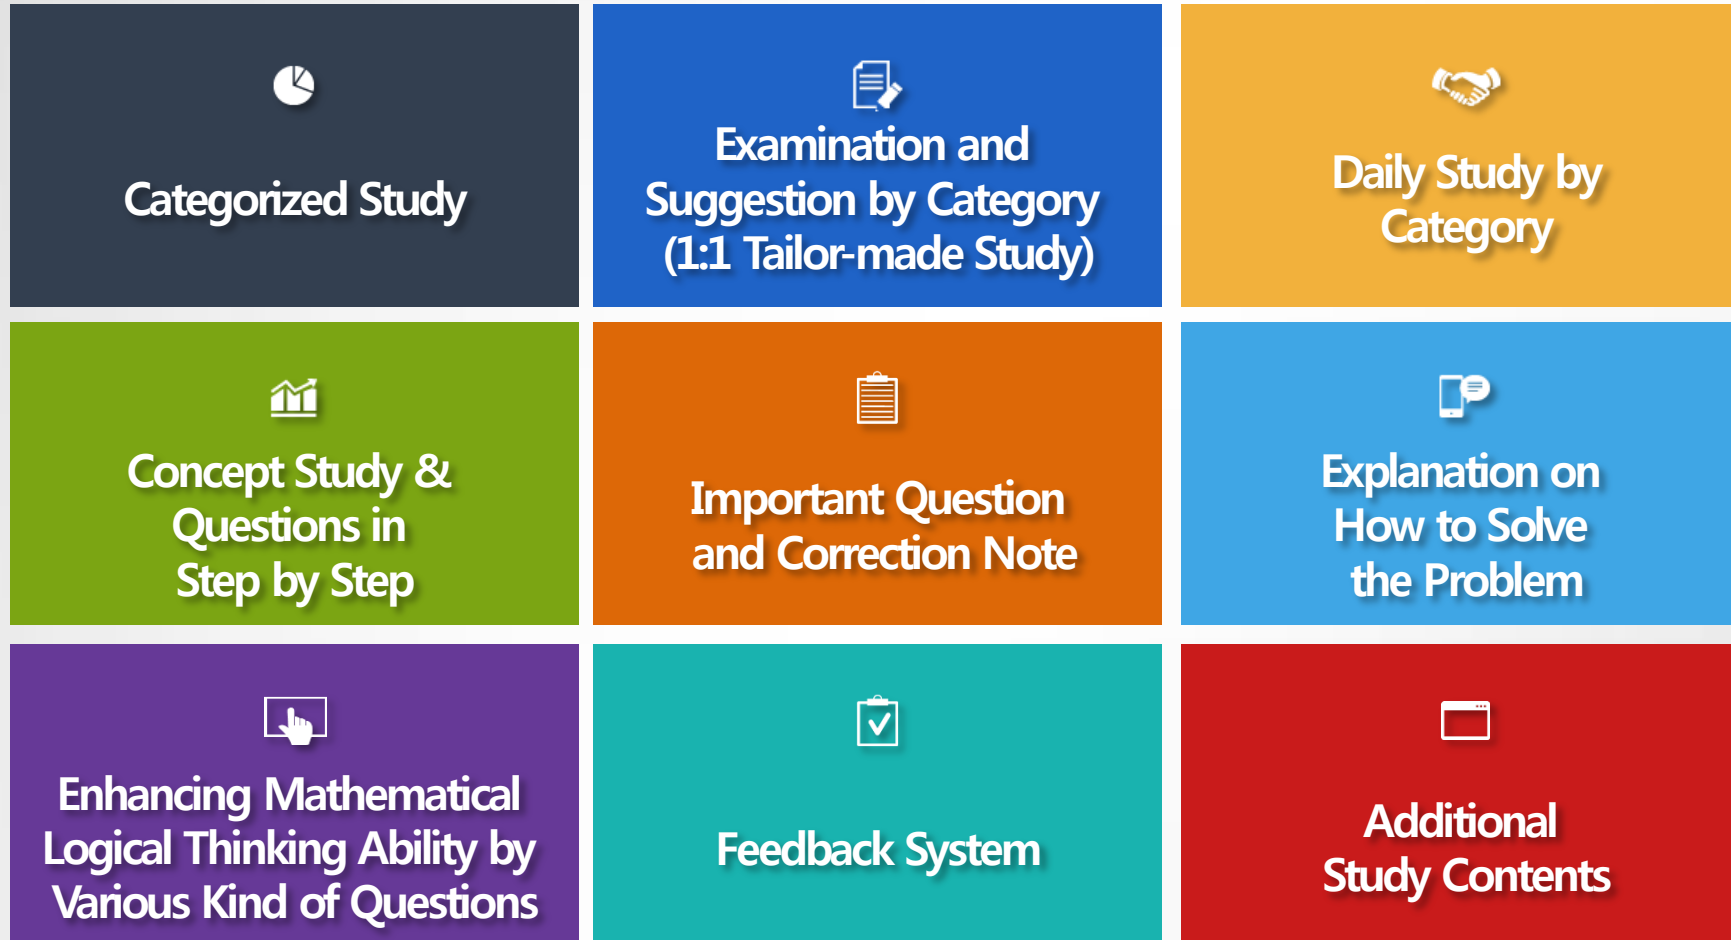 Categorized Study
Examination and
Suggestion by Category
(1:1 Tailor-made Study)
Daily Study by
Category
Concept Study &
Questions in
Step by Step
Important Question
and Correction Note
Explanation on
How to Solve
the Problem
Enhancing Mathematical
Logical Thinking Ability by
Various Kind of Questions
Feedback System
Additional
Study Contents